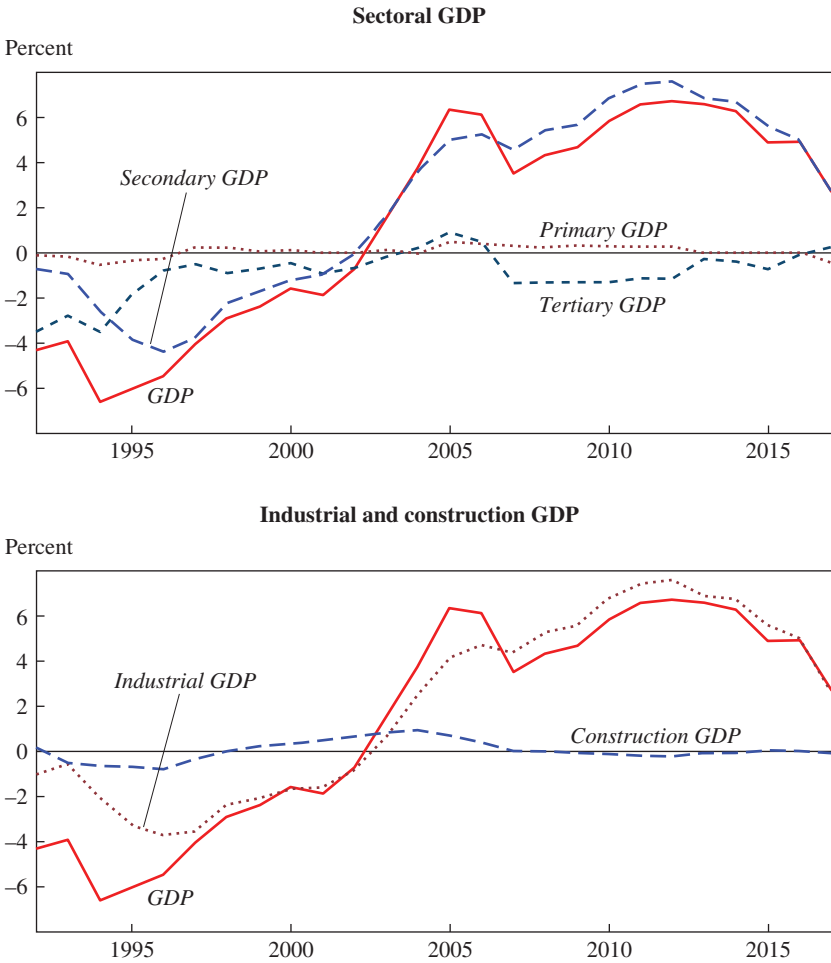 Sectoral GDP
Percent
6
4
Secondary GDP
2
Primary GDP
0
−2
Tertiary GDP
−4
−6
GDP
1995 2000 2005 2010 2015
Industrial and construction GDP
Percent
6
4
Industrial GDP
2
Construction GDP
0
−2
−4
−6
GDP
1995 2000 2005 2010 2015